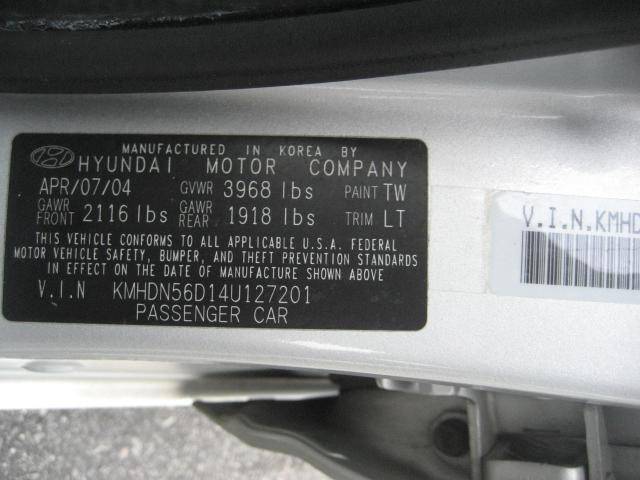 MANUFACTURED IN KOREA BY
HYUNDAI MOTOR COMPANY
APR/07/04 GVWR 3968 lbs PAINT TW
GAWR FRONT 2116 lbs GAWR REAR 1918 lbs TRIM LT
THIS VEHICLE CONFORMS TO ALL APPLICABLE U.S.A. FEDERAL
MOTOR VEHICLE SAFETY, BUMPER, AND THEFT PREVENTION STANDARDS
IN EFFECT ON THE DATE OF MANUFACTURE SHOWN ABOVE.
V.I.N KMHDN56D14U127201
PASSENGER CAR
V.I.N.KMHD